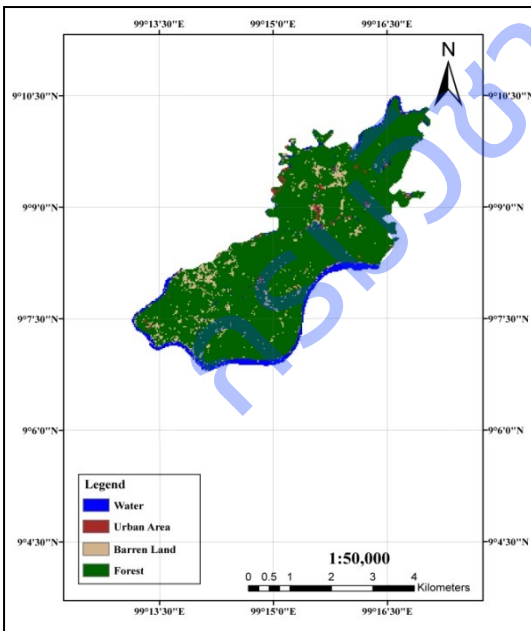 99°13'30"E 99°15'0"E 99°16'30"E
N
9°10'30"N 9°10'30"N
9°9'0"N 9°9'0"N
9°7'30"N 9°7'30"N
9°6'0"N 9°6'0"N
9°4'30"N 9°4'30"N
Legend
Water
Urban Area
Barren Land
Forest
1:50,000
0 0.5 1 2 3 4
Kilometers
99°13'30"E 99°15'0"E 99°16'30"E